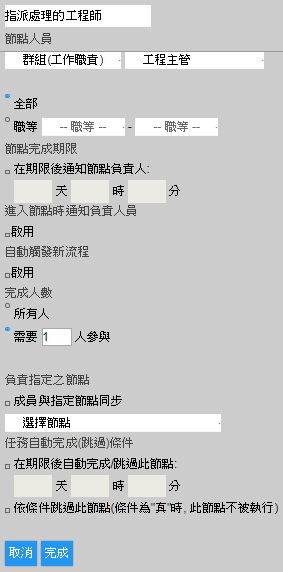 指派處理的工程師
節點人員
群組(工作職責) 工程主管
全部
職等 -- 職等 -- - -- 職等 --
節點完成期限
在期限後通知節點負責人:
天 時 分
進入節點時通知負責人員
啟用
自動觸發新流程
啟用
完成人數
所有人
需要 1 人參與
負責指定之節點
成員與指定節點同步
選擇節點
任務自動完成(跳過)條件
在期限後自動完成/跳過此節點:
天 時 分
依條件跳過此節點(條件為"真"時, 此節點不被執行)
取消 完成